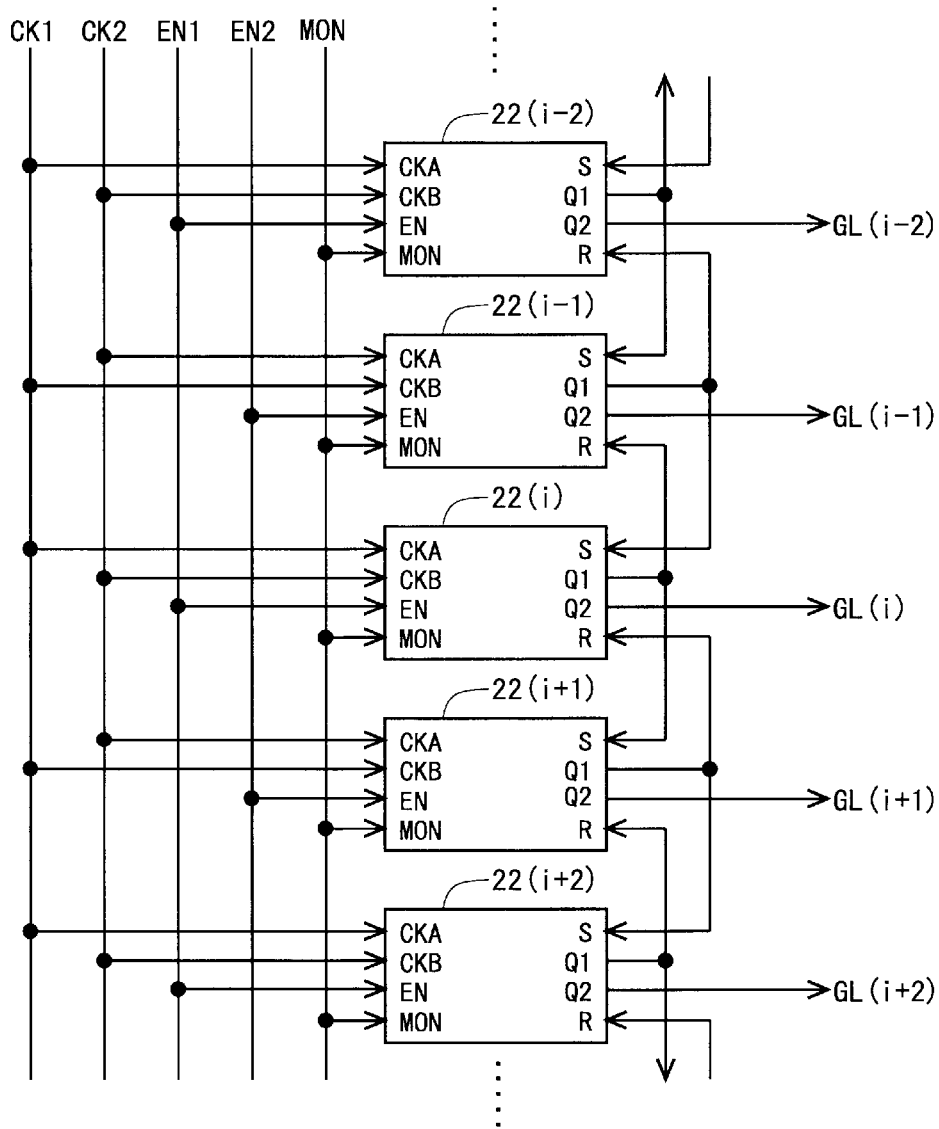 CK1 CK2 EN1 EN2 MON
22(i-2)
CKA S
CKB Q1
EN Q2 GL(i-2)
MON R
22(i-1)
CKA S
CKB Q1
EN Q2 GL(i-1)
MON R
22(i)
CKA S
CKB Q1
EN Q2 GL(i)
MON R
22(i+1)
CKA S
CKB Q1
EN Q2 GL(i+1)
MON R
22(i+2)
CKA S
CKB Q1
EN Q2 GL(i+2)
MON R